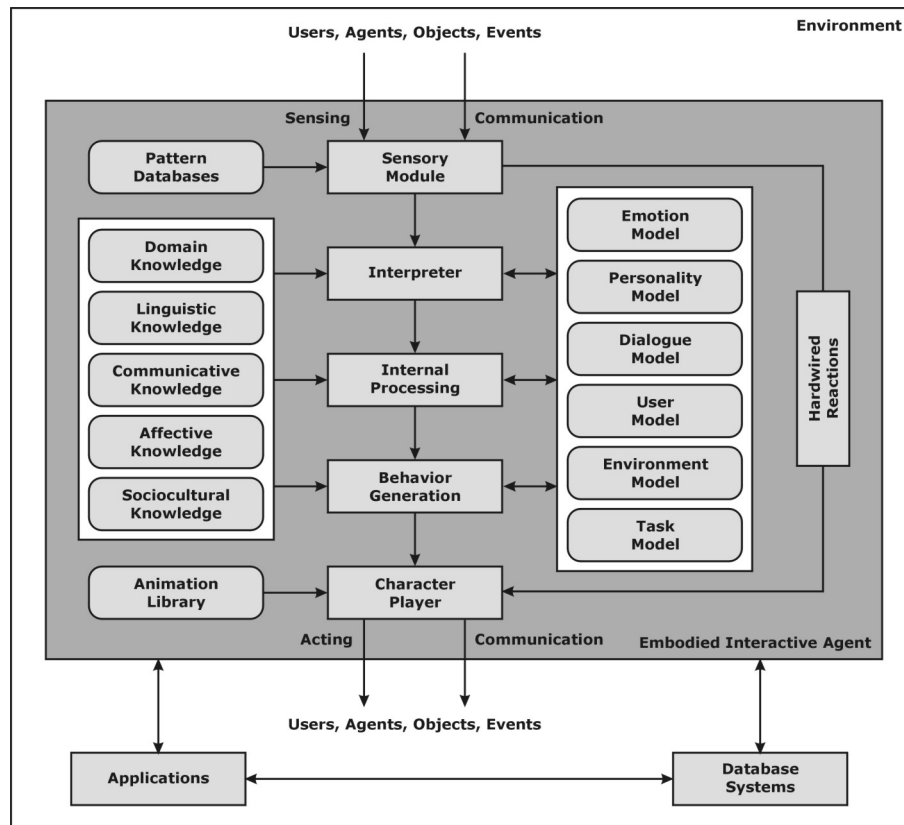 Environment
Users, Agents, Objects, Events
Sensing
Communication
Pattern
Databases
Sensory
Module
Domain
Knowledge
Linguistic
Knowledge
Communicative
Knowledge
Affective
Knowledge
Sociocultural
Knowledge
Interpreter
Internal
Processing
Behavior
Generation
Emotion
Model
Personality
Model
Dialogue
Model
User
Model
Environment
Model
Task
Model
Hardwired
Reactions
Animation
Library
Character
Player
Acting
Communication
Embodied Interactive Agent
Users, Agents, Objects, Events
Applications
Database
Systems